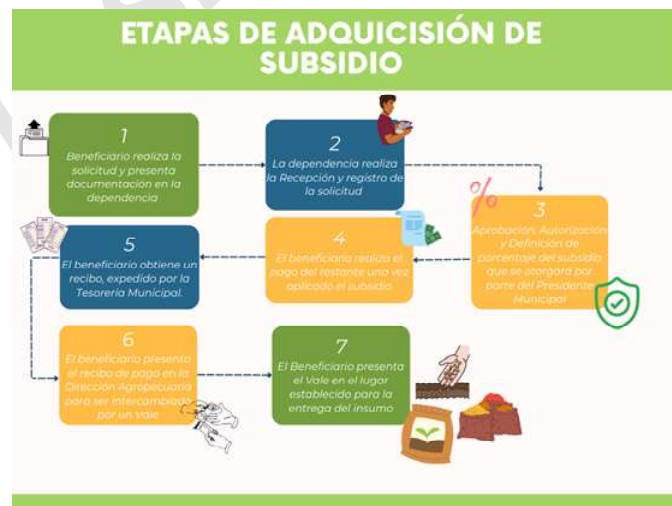 ETAPAS DE ADQUICISIÓN DE
SUBSIDIO
1
Beneficiario realiza la
solicitud y presenta
documentación en la
dependencia
2
La dependencia realiza
la Recepción y registro de
la solicitud
%
3
Aprobación, Autorización
y Definición de
porcentaje del subsidio
que se otorgará por
parte del Presidente
Municipal
4
El beneficiario realiza el
pago del restante una vez
aplicado el subsidio
5
El beneficiario obtiene un
recibo, expedido por la
Tesorería Municipal.
6
El beneficiario presenta
el recibo de pago en la
Dirección Agropecuaria
para ser intercambiado
por un Vale
7
El Beneficiario presenta
el Vale en el lugar
establecido para la
entrega del insumo